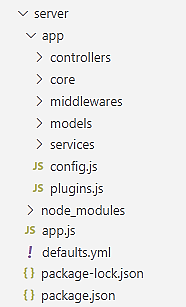 server
app
controllers
core
middlewares
models
services
JS config.js
JS plugins.js
node_modules
JS app.js
! defaults.yml
{ } package-lock.json
{ } package.json